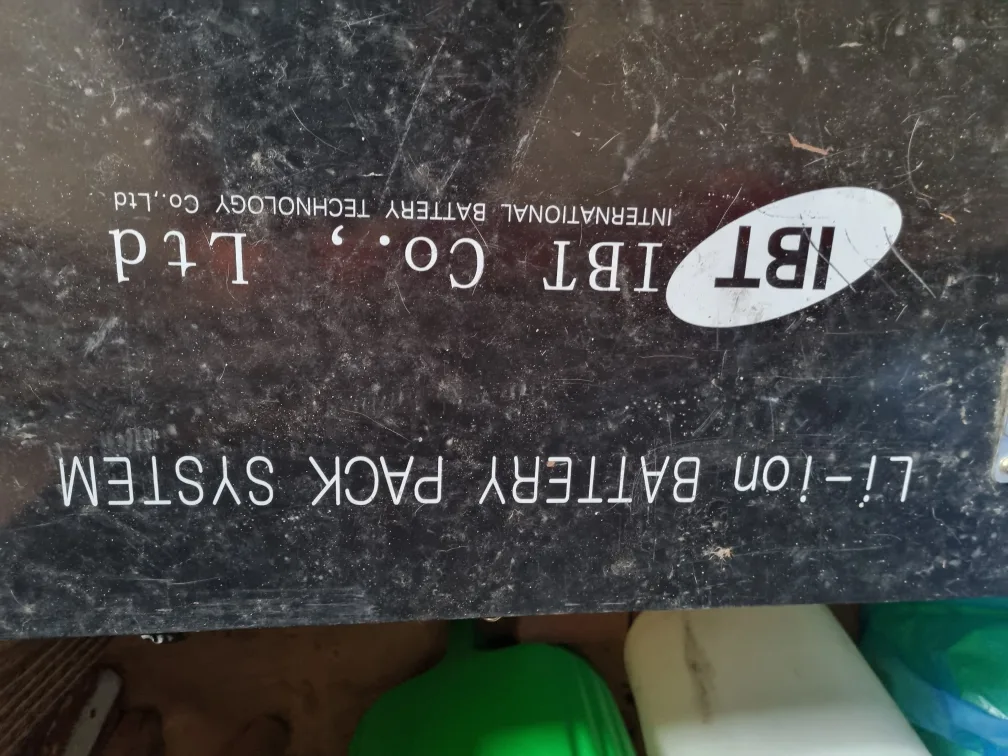 Li-ion BATTERY PACK SYSTEM
IBT
IBT Co., Ltd
INTERNATIONAL BATTERY TECHNOLOGY Co.,Ltd